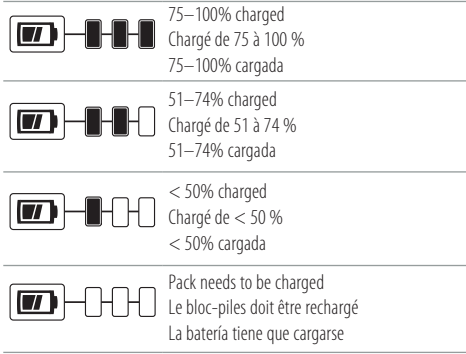 75–100% charged
Chargé de 75 à 100 %
75–100% cargada
51–74% charged
Chargé de 51 à 74 %
51–74% cargada
< 50% charged
Chargé de < 50 %
< 50% cargada
Pack needs to be charged
Le bloc-piles doit être rechargé
La batería tiene que cargarse